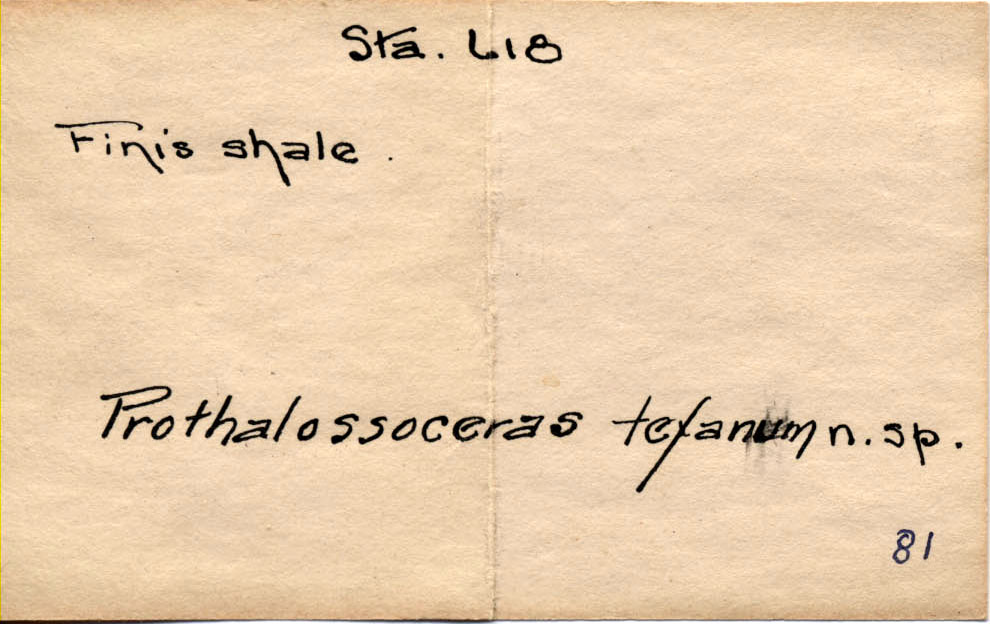 Sta. L18
Finis shale.
Prothalossoceras texanum n. sp.
81